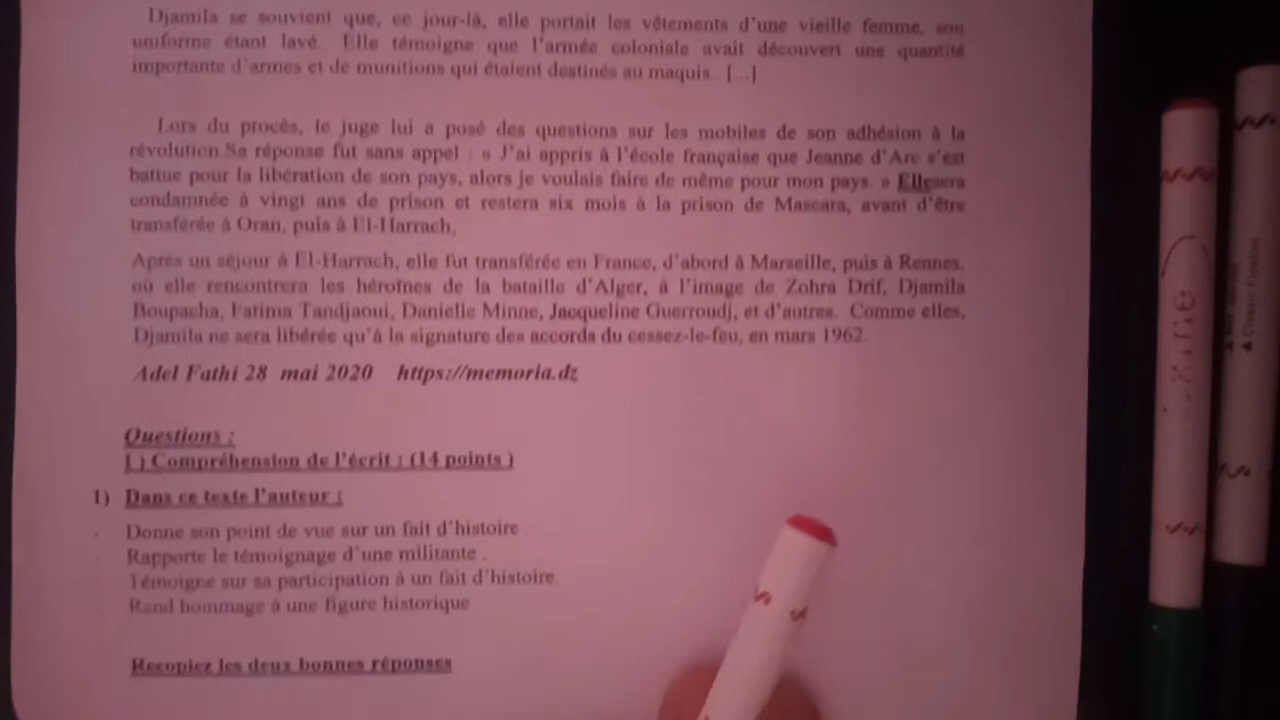 Djamila se souvient que, ce jour-là, elle portait les vêtements d'une vieille femme, son
uniforme étant lavé. Elle témoigne que l'armée coloniale avait découvert une quantité
importante d'armes et de munitions qui étaient destinés au maquis. [...]
Lors du procès, le juge lui a posé des questions sur les mobiles de son adhésion à la
révolution.Sa réponse fut sans appel : « J'ai appris à l'école française que Jeanne d'Arc s'est
battue pour la libération de son pays, alors je voulais faire de même pour mon pays. » Ellesera
condamnée à vingt ans de prison et restera six mois à la prison de Mascara, avant d'être
transférée à Oran, puis à El-Harrach,
Après un séjour à El-Harrach, elle fut transférée en France, d'abord à Marseille, puis à Rennes,
où elle rencontrera les héroïnes de la bataille d'Alger, à l'image de Zohra Drif, Djamila
Boupacha, Fatima Tandjaoui, Danielle Minne, Jacqueline Guerroudj, et d'autres. Comme elles,
Djamila ne sera libérée qu'à la signature des accords du cessez-le-feu, en mars 1962.
Adel Fathi 28 mai 2020 https://memoria.dz
Questions :
I ) Compréhension de l'écrit : (14 points )
1) Dans ce texte l'auteur :
- Donne son point de vue sur un fait d'histoire .
- Rapporte le témoignage d'une militante .
- Témoigne sur sa participation à un fait d'histoire.
- Rend hommage à une figure historique
Recopiez les deux bonnes réponses